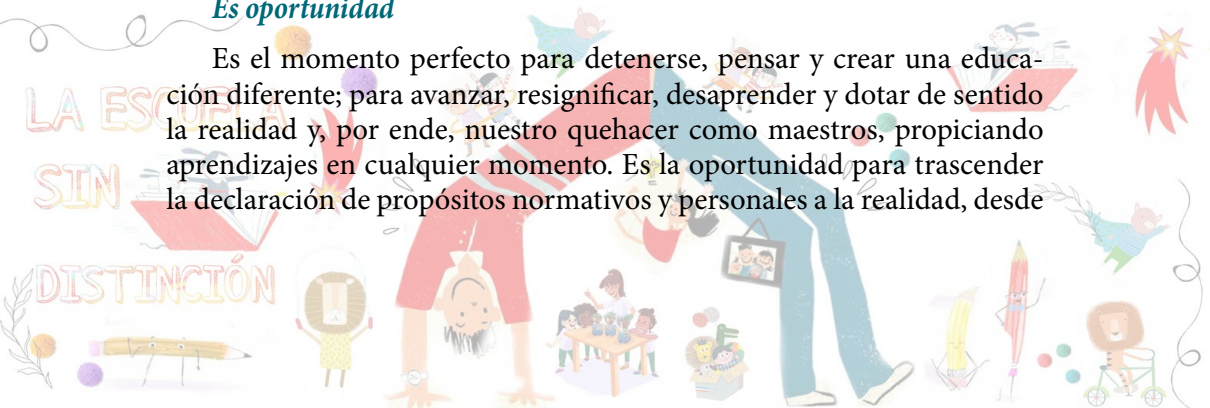 Es oportunidad
Es el momento perfecto para detenerse, pensar y crear una educa-
ción diferente; para avanzar, resignificar, desaprender y dotar de sentido
la realidad y, por ende, nuestro quehacer como maestros, propiciando
aprendizajes en cualquier momento. Es la oportunidad para trascender
la declaración de propósitos normativos y personales a la realidad, desde
LA ESCUELA
SIN
DISTINCIÓN